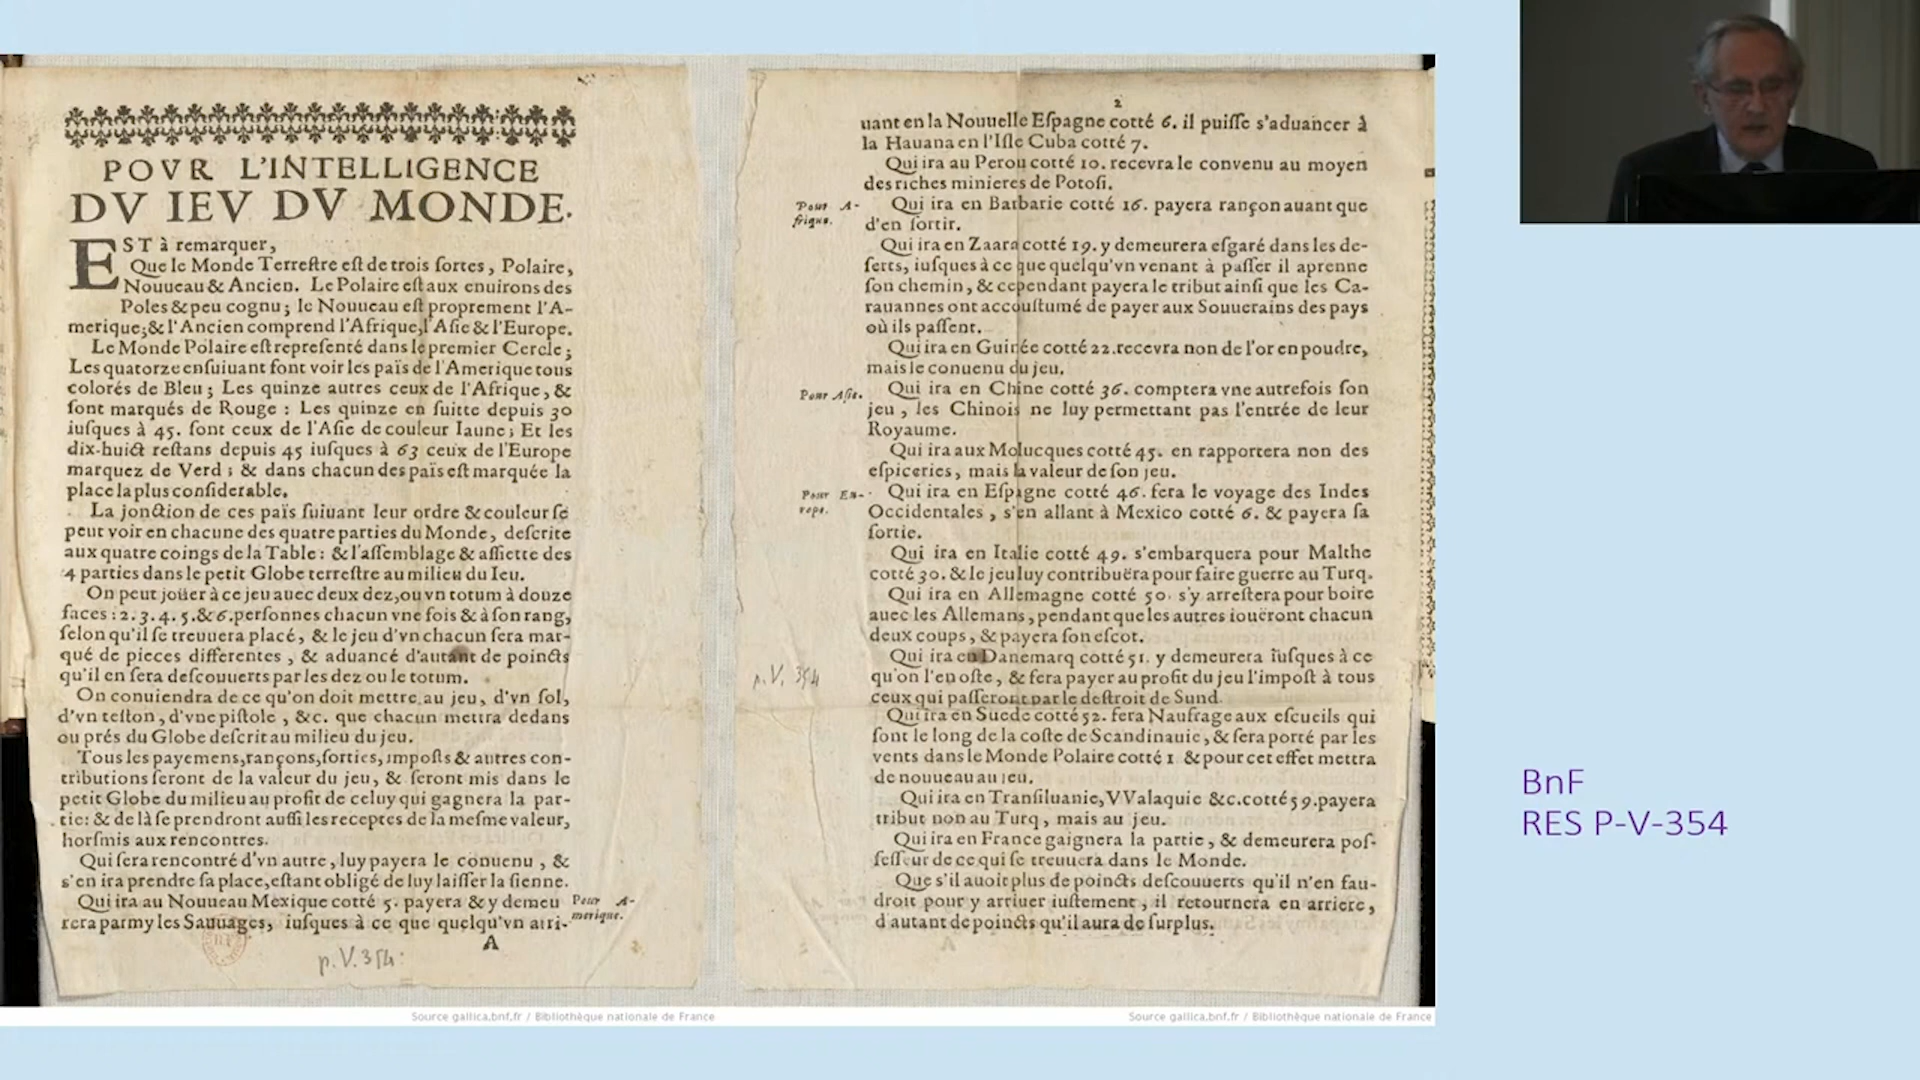 POVR L'INTELLIGENCE
DV IEV DV MONDE.
EST à remarquer,
Que le Monde Terreſtre eſt de trois ſortes, Polaire,
Nouueau & Ancien. Le Polaire eſt aux enuirons des
Poles & peu cognu; le Nouueau eſt proprement l'A-
merique; & l'Ancien comprend l'Afrique, l'Aſie & l'Europe.
Le Monde Polaire eſt repreſenté dans le premier Cercle;
Les quatorze enſuiuant font voir les païs de l'Amerique tous
colorés de Bleu; Les quinze autres ceux de l'Afrique, &
ſont marqués de Rouge: Les quinze en ſuitte depuis 30
iuſques à 45. ſont ceux de l'Aſie de couleur Iaune; Et les
dix-huict reſtans depuis 45 iuſques à 63 ceux de l'Europe
marquez de Verd; & dans chacun des païs eſt marquée la
place la plus conſiderable.
La jonction de ces païs ſuiuant leur ordre & couleur ſe
peut voir en chacune des quatre parties du Monde, deſcrite
aux quatre coings de la Table: & l'aſſemblage & aſſiette des
4 parties dans le petit Globe terreſtre au milieu du Ieu.
On peut joüer à ce jeu auec deux dez, ou vn totum à douze
faces: 2. 3. 4. 5. & 6. perſonnes chacun vne fois & à ſon rang,
ſelon qu'il ſe treuuera placé, & le jeu d'vn chacun ſera mar-
qué de pieces differentes, & aduancé d'autant de poincts
qu'il en ſera deſcouuerts par les dez ou le totum.
On conuiendra de ce qu'on doit mettre au jeu, d'vn ſol,
d'vn teſton, d'vne piſtole, &c. que chacun mettra dedans
ou prés du Globe deſcrit au milieu du jeu.
Tous les payemens, rançons, ſorties, impoſts & autres con-
tributions ſeront de la valeur du jeu, & ſeront mis dans le
petit Globe du milieu au profit de celuy qui gagnera la par-
tie: & de là ſe prendront auſſi les receptes de la meſme valeur,
horſmis aux rencontres.
Qui ſera rencontré d'vn autre, luy payera le conuenu, &
s'en ira prendre ſa place, eſtant obligé de luy laiſſer la ſienne.
Qui ira au Nouueau Mexique cotté 5. payera & y demeu
rera parmy les Sauuages, iuſques à ce que quelqu'vn arri-
Pour A-
merique.
A
p.V.354.
Source gallica.bnf.fr / Bibliothèque nationale de France
2
uant en la Nouuelle Eſpagne cotté 6. il puiſſe s'aduancer à
la Hauana en l'Iſle Cuba cotté 7.
Qui ira au Perou cotté 10. recevra le convenu au moyen
des riches minieres de Potoſi.
Pour A-
frique.
Qui ira en Barbarie cotté 16. payera rançon auant que
d'en ſortir.
Qui ira en Zaara cotté 19. y demeurera eſgaré dans les de-
ſerts, iuſques à ce que quelqu'vn venant à paſſer il aprenne
ſon chemin, & cependant payera le tribut ainſi que les Ca-
rauannes ont accouſtumé de payer aux Souuerains des pays
où ils paſſent.
Qui ira en Guinée cotté 22. recevra non de l'or en poudre,
mais le conuenu du jeu.
Pour Aſie.
Qui ira en Chine cotté 36. comptera vne autrefois ſon
jeu, les Chinois ne luy permettant pas l'entrée de leur
Royaume.
Qui ira aux Molucques cotté 45. en rapportera non des
eſpiceries, mais la valeur de ſon jeu.
Pour Eu-
rope.
Qui ira en Eſpagne cotté 46. fera le voyage des Indes
Occidentales, s'en allant à Mexico cotté 6. & payera ſa
ſortie.
Qui ira en Italie cotté 49. s'embarquera pour Malthe
cotté 30. & le jeu luy contribuëra pour faire guerre au Turq.
Qui ira en Allemagne cotté 50. s'y arreſtera pour boire
auec les Allemans, pendant que les autres ioüeront chacun
deux coups, & payera ſon eſcot.
Qui ira en Danemarq cotté 51. y demeurera iuſques à ce
qu'on l'en oſte, & fera payer au profit du jeu l'impoſt à tous
ceux qui paſſeront par le deſtroit de Sund.
Qui ira en Suede cotté 52. fera Naufrage aux eſcueils qui
ſont le long de la coſte de Scandinauie, & ſera porté par les
vents dans le Monde Polaire cotté 1 & pour cet effet mettra
de nouueau au jeu.
Qui ira en Tranſiluanie, VValaquie &c. cotté 59. payera
tribut non au Turq, mais au jeu.
Qui ira en France gaignera la partie, & demeurera poſ-
ſeſſeur de ce qui ſe treuuera dans le Monde.
Que s'il auoit plus de poincts deſcouuerts qu'il n'en fau-
droit pour y arriuer iuſtement, il retournera en arriere,
d'autant de poincts qu'il aura de ſurplus.
p.V. 354
Source gallica.bnf.fr / Bibliothèque nationale de France
BnF
RES P-V-354